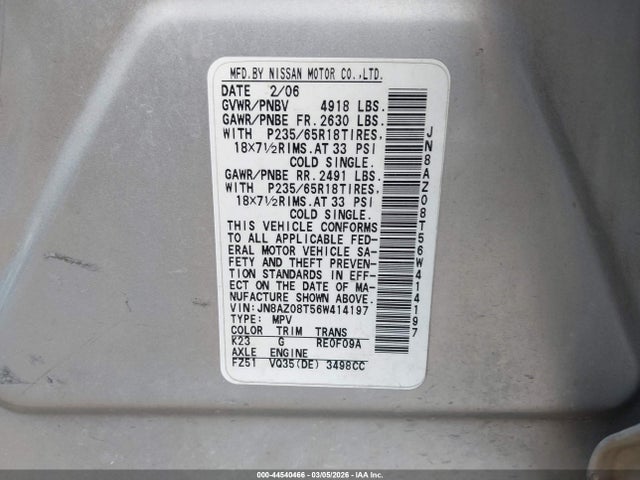 MFD.BY NISSAN MOTOR CO.,LTD.
DATE 2/06
GVWR/PNBV 4918 LBS.
GAWR/PNBE FR. 2630 LBS.
WITH P235/65R18TIRES,
18X7½RIMS.AT 33 PSI
COLD SINGLE.
GAWR/PNBE RR. 2491 LBS.
WITH P235/65R18TIRES,
18X7½RIMS.AT 33 PSI
COLD SINGLE.
THIS VEHICLE CONFORMS
TO ALL APPLICABLE FED-
ERAL MOTOR VEHICLE SA-
FETY AND THEFT PREVEN-
TION STANDARDS IN EFF-
ECT ON THE DATE OF MA-
NUFACTURE SHOWN ABOVE.
VIN:JN8AZ08T56W414197
TYPE: MPV
COLOR TRIM TRANS
K23 G RE0F09A
AXLE ENGINE
FZ51 VQ35(DE) 3498CC
JN8AZ08T56W414197
000-44540466 - 03/05/2026 - IAA Inc.